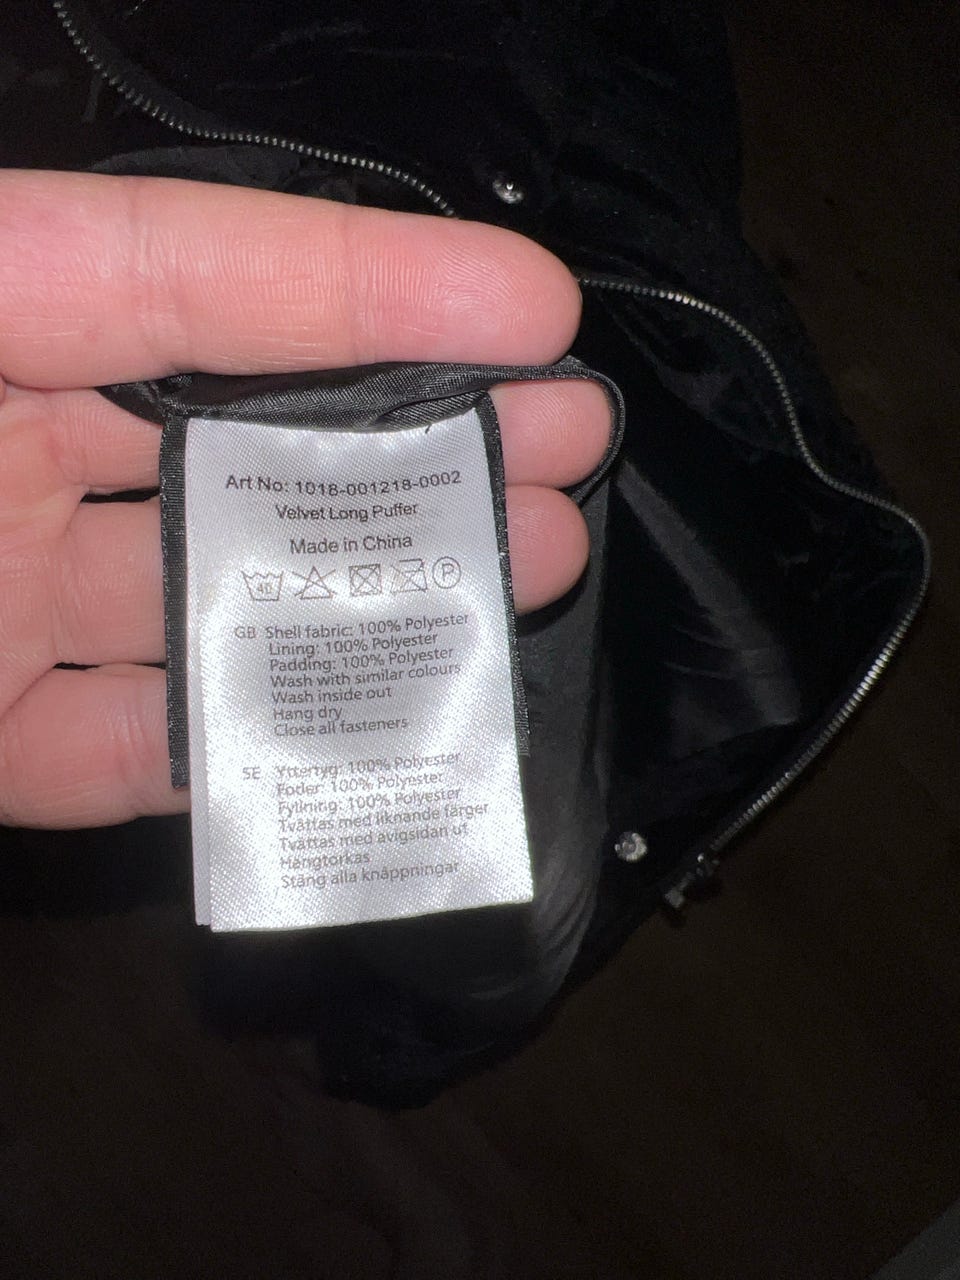 Art No: 1018-001218-0002
Velvet Long Puffer
Made in China
40 P
GB Shell fabric: 100% Polyester
Lining: 100% Polyester
Padding: 100% Polyester
Wash with similar colours
Wash inside out
Hang dry
Close all fasteners
SE Yttertyg: 100% Polyester
Foder: 100% Polyester
Fyllning: 100% Polyester
Tvättas med liknande färger
Tvättas med avigsidan ut
Hängtorkas
Stäng alla knäppningar